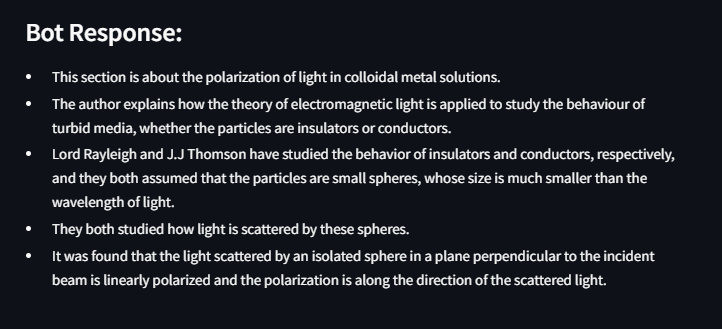 Bot Response:
• This section is about the polarization of light in colloidal metal solutions.
• The author explains how the theory of electromagnetic light is applied to study the behaviour of
turbid media, whether the particles are insulators or conductors.
• Lord Rayleigh and J.J Thomson have studied the behavior of insulators and conductors, respectively,
and they both assumed that the particles are small spheres, whose size is much smaller than the
wavelength of light.
• They both studied how light is scattered by these spheres.
• It was found that the light scattered by an isolated sphere in a plane perpendicular to the incident
beam is linearly polarized and the polarization is along the direction of the scattered light.